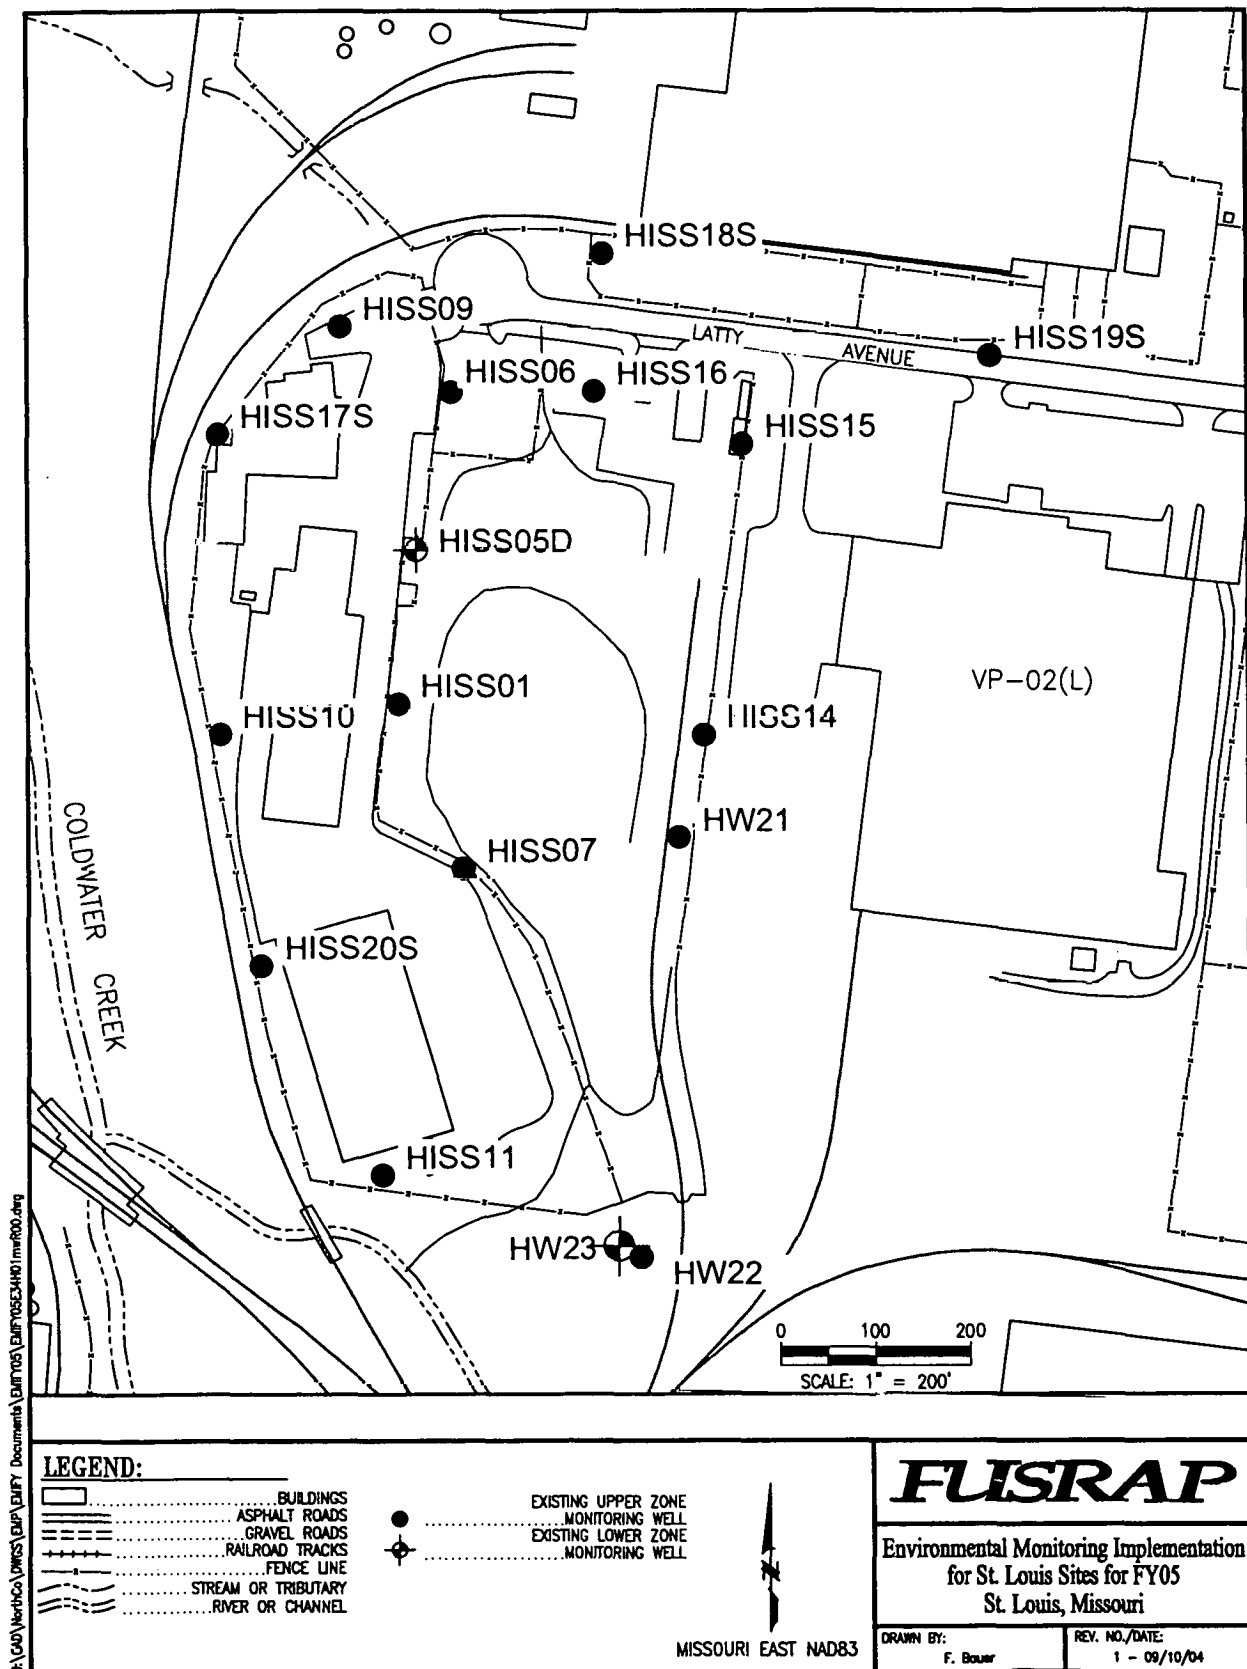 HISS18S
HISS09
LATTY
AVENUE
HISS19S
HISS06
HISS16
HISS17S
HISS15
HISS05D
VP-02(L)
HISS01
HISS10
HISS14
HW21
COLDWATER CREEK
HISS07
HISS20S
HISS11
HW23
HW22
0 100 200
SCALE: 1" = 200'
LEGEND:
BUILDINGS
ASPHALT ROADS
GRAVEL ROADS
RAILROAD TRACKS
FENCE LINE
STREAM OR TRIBUTARY
RIVER OR CHANNEL
EXISTING UPPER ZONE
MONITORING WELL
EXISTING LOWER ZONE
MONITORING WELL
MISSOURI EAST NAD83
FUSRAP
Environmental Monitoring Implementation
for St. Louis Sites for FY05
St. Louis, Missouri
DRAWN BY:
F. Bauer
REV. NO./DATE:
1 - 09/10/04